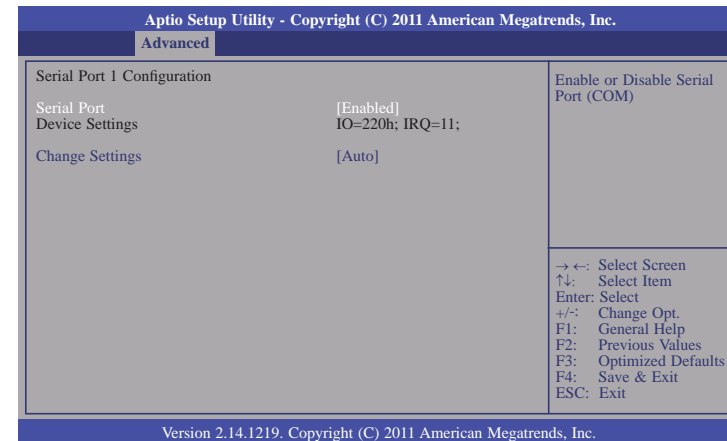 Aptio Setup Utility - Copyright (C) 2011 American Megatrends, Inc.
Advanced
Serial Port 1 Configuration
Serial Port [Enabled]
Device Settings IO=220h; IRQ=11;
Change Settings [Auto]
Enable or Disable Serial
Port (COM)
→ ←: Select Screen
↑↓: Select Item
Enter: Select
+/-: Change Opt.
F1: General Help
F2: Previous Values
F3: Optimized Defaults
F4: Save & Exit
ESC: Exit
Version 2.14.1219. Copyright (C) 2011 American Megatrends, Inc.